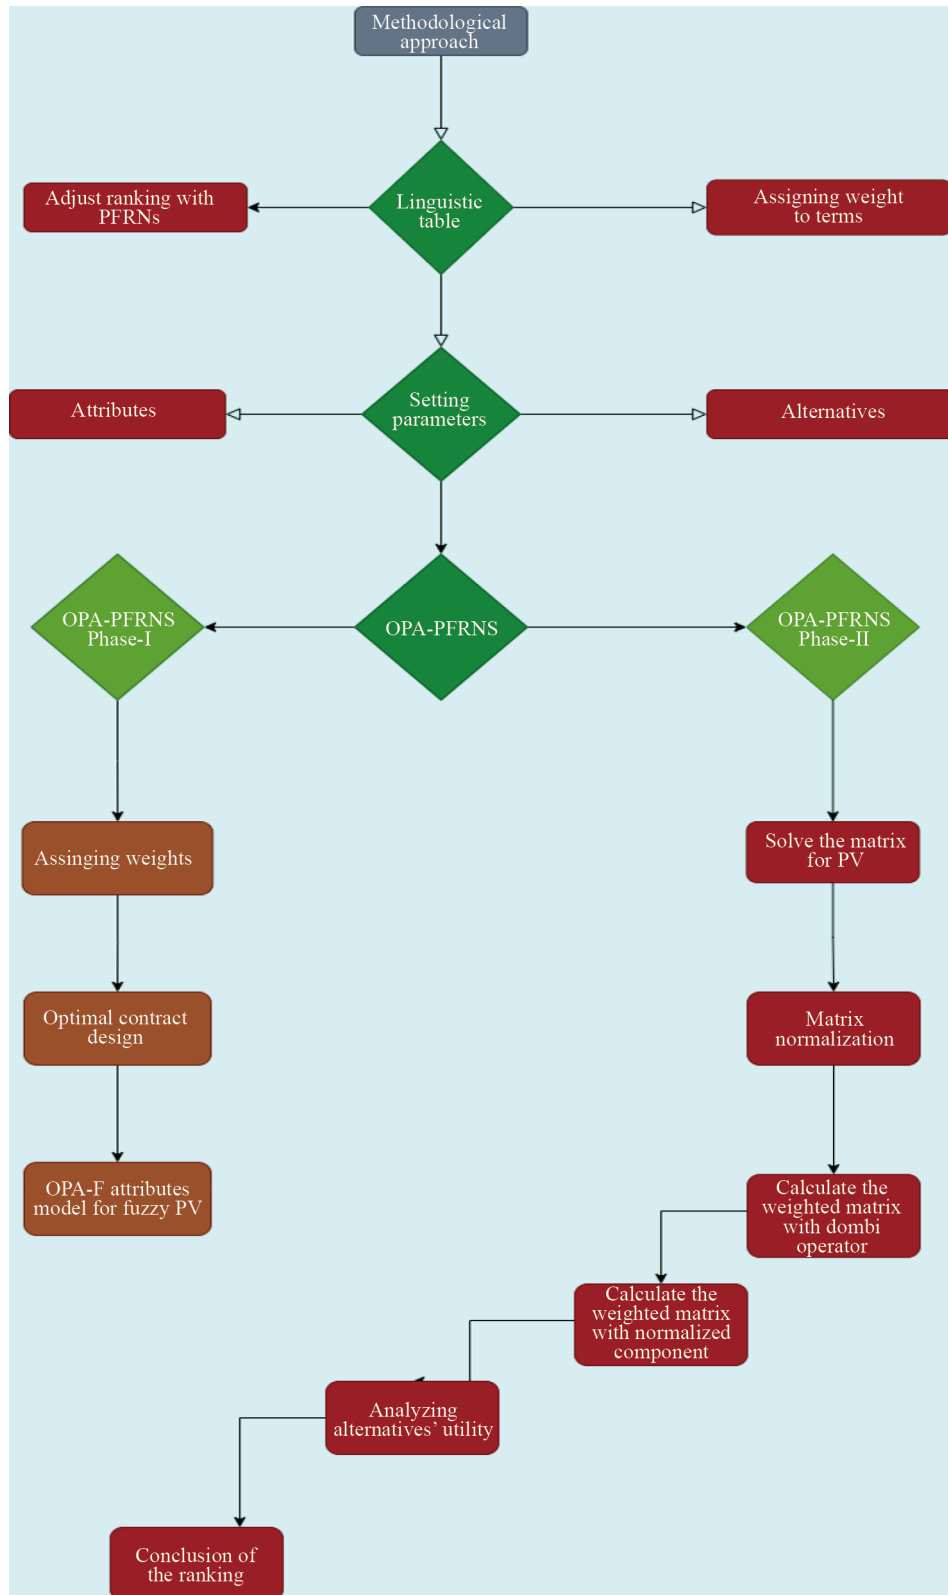 Methodological
approach
Adjust ranking with
PFRNs
Linguistic
table
Assigning weight
to terms
Attributes
Setting
parameters
Alternatives
OPA-PFRNS
Phase-I
OPA-PFRNS
OPA-PFRNS
Phase-II
Assinging weights
Solve the matrix
for PV
Optimal contract
design
Matrix
normalization
OPA-F attributes
model for fuzzy PV
Calculate the
weighted matrix
with dombi
operator
Calculate the
weighted matrix
with normalized
component
Analyzing
alternatives’ utility
Conclusion of
the ranking